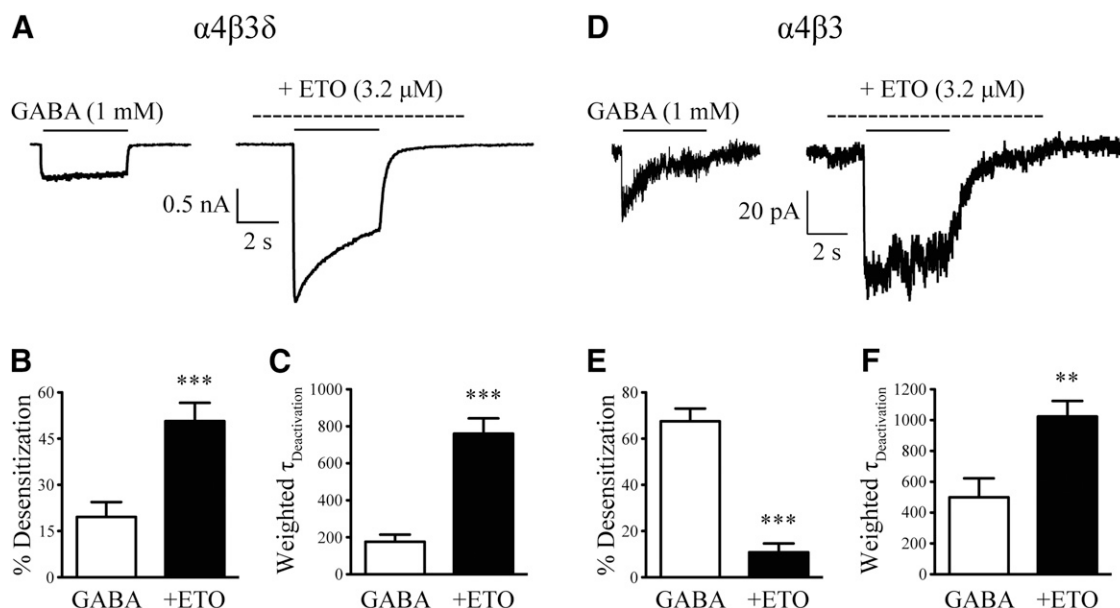 A
α4β3δ
GABA (1 mM)
+ ETO (3.2 μM)
0.5 nA
2 s
D
α4β3
GABA (1 mM)
+ ETO (3.2 μM)
20 pA
2 s
B
% Desensitization
60
45
30
15
0
***
GABA
+ETO
C
Weighted τDeactivation
1000
800
600
400
200
0
***
GABA
+ETO
E
% Desensitization
80
60
40
20
0
***
GABA
+ETO
F
Weighted τDeactivation
1200
1000
800
600
400
200
0
**
GABA
+ETO